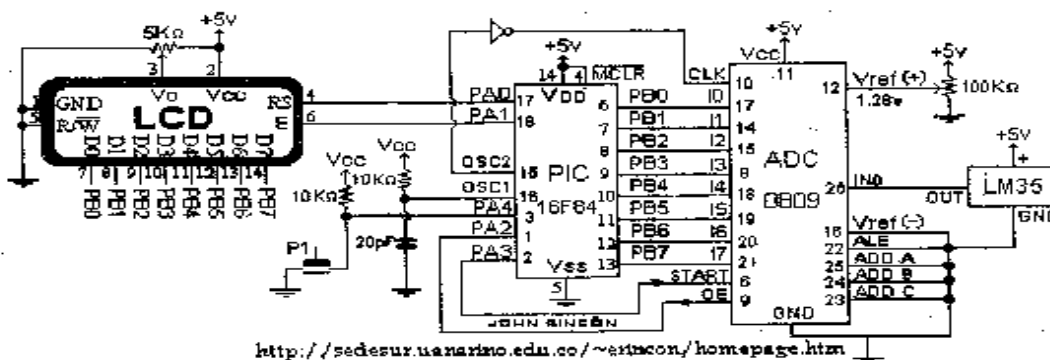 +5V
5KΩ
+5V
3 2
GND Vo Vcc RS 4
5 R/W LCD E 6
D0 D1 D2 D3 D4 D5 D6 D7
7 8 9 10 11 12 13 14
PB0 PB1 PB2 PB3 PB4 PB5 PB6 PB7
Vcc
10KΩ
Vcc
10KΩ
P1
20pF
+5V
14 4 MCLR
VDD
PIC
16F84
VSS
5
PA0 17
PA1 18
OSC2 15
OSC1 16
PA4 3
PA2 1
PA3 2
6 PB0 I0 17
7 PB1 I1 14
8 PB2 I2 15
9 PB3 I3 8
10 PB4 I4 18
11 PB5 I5 19
12 PB6 I6 20
13 PB7 I7 21
START 6
OE 9
CLK 10
+5V
Vcc
11
ADC
0809
GND
12 Vref (+)
1.28v
+5V
100KΩ
26 IN0
OUT
+5V
+
LM35
GND
16 Vref (-)
22 ALE
25 ADD A
24 ADD B
23 ADD C
JOHN RINCÓN
http://sedesur.uanarino.edu.co/~erincon/homepage.htm